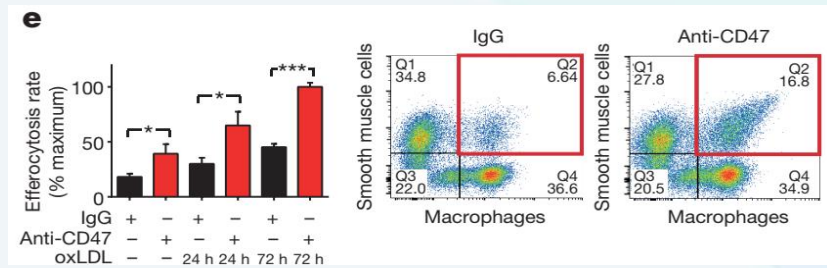 e
Efferocytosis rate
(% maximum)
100
50
0
*
*
***
IgG + – + – + –
Anti-CD47 – + – + – +
oxLDL – – 24 h 24 h 72 h 72 h
IgG
Smooth muscle cells
Q1
34.8
Q2
6.64
Q3
22.0
Q4
36.6
Macrophages
Anti-CD47
Smooth muscle cells
Q1
27.8
Q2
16.8
Q3
20.5
Q4
34.9
Macrophages